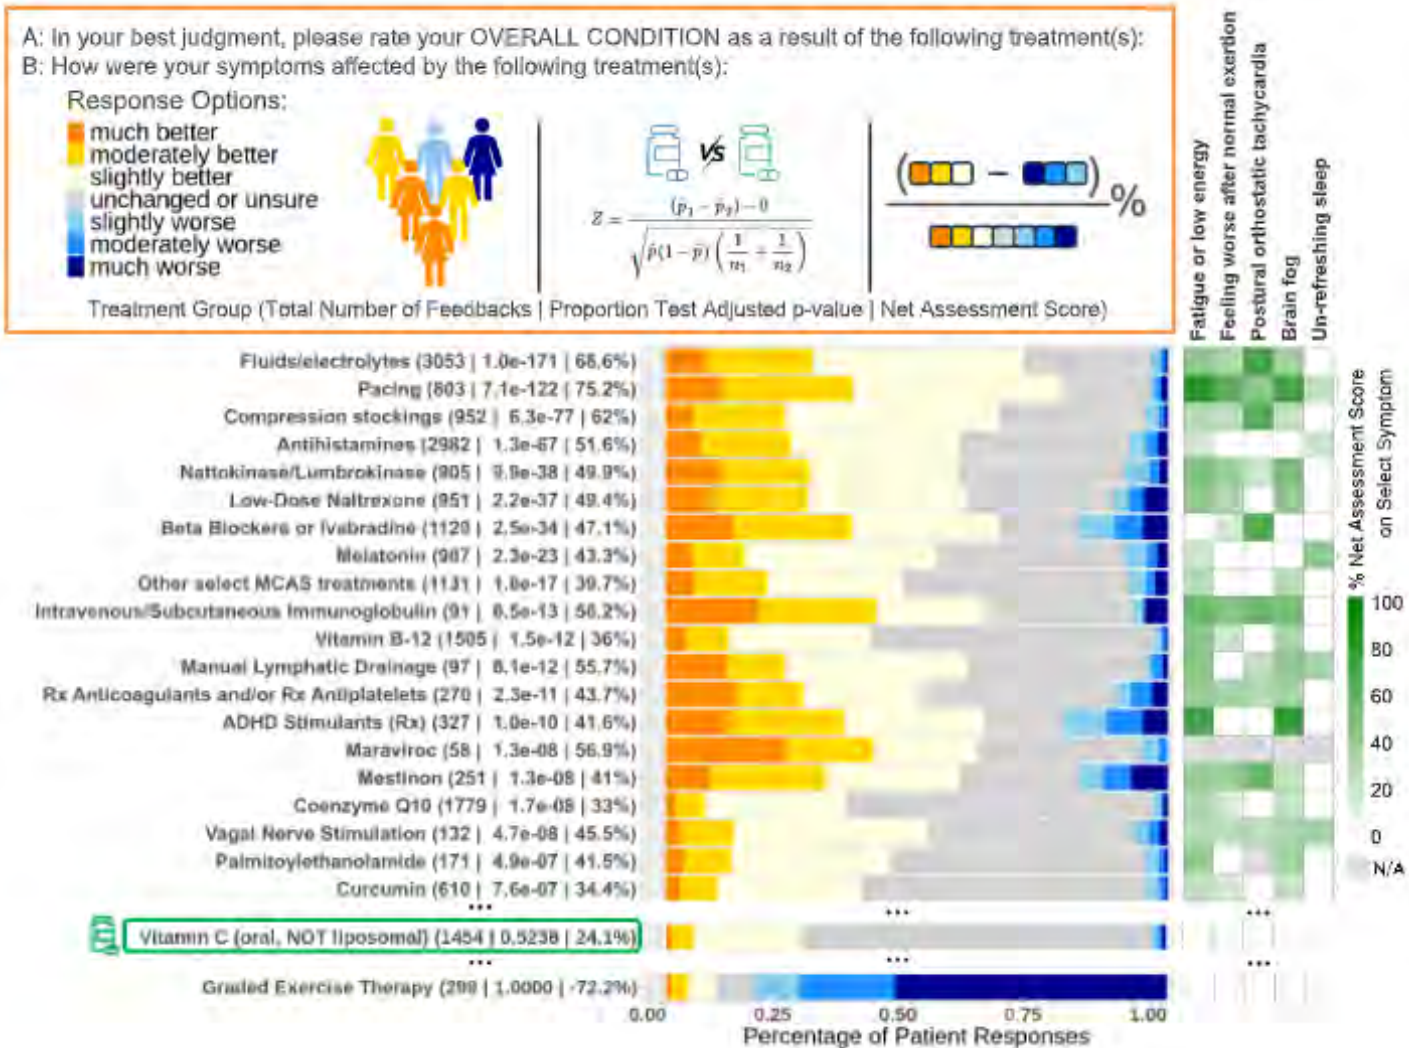 A: In your best judgment, please rate your OVERALL CONDITION as a result of the following treatment(s):
B: How were your symptoms affected by the following treatment(s):
Response Options:
much better
moderately better
slightly better
unchanged or unsure
slightly worse
moderately worse
much worse
VS
Z = (p̂₁ − p̂₂) − 0 / √ p̂(1 − p̂) (1/n₁ + 1/n₂)
( − ) %
Treatment Group (Total Number of Feedbacks | Proportion Test Adjusted p-value | Net Assessment Score)
Fatigue or low energy
Feeling worse after normal exertion
Postural orthostatic tachycardia
Brain fog
Un-refreshing sleep
Fluids/electrolytes (3053 | 1.0e-171 | 68.6%)
Pacing (803 | 7.1e-122 | 75.2%)
Compression stockings (952 | 6.3e-77 | 62%)
Antihistamines (2982 | 1.3e-67 | 51.6%)
Nattokinase/Lumbrokinase (905 | 9.9e-38 | 49.9%)
Low-Dose Naltrexone (951 | 2.2e-37 | 49.4%)
Beta Blockers or Ivabradine (1120 | 2.5e-34 | 47.1%)
Melatonin (987 | 2.3e-23 | 43.3%)
Other select MCAS treatments (1131 | 1.8e-17 | 39.7%)
Intravenous/Subcutaneous Immunoglobulin (91 | 6.5e-13 | 58.2%)
Vitamin B-12 (1505 | 1.5e-12 | 36%)
Manual Lymphatic Drainage (97 | 8.1e-12 | 55.7%)
Rx Anticoagulants and/or Rx Antiplatelets (270 | 2.3e-11 | 43.7%)
ADHD Stimulants (Rx) (327 | 1.0e-10 | 41.6%)
Maraviroc (58 | 1.3e-08 | 56.9%)
Mestinon (251 | 1.3e-08 | 41%)
Coenzyme Q10 (1779 | 1.7e-08 | 33%)
Vagal Nerve Stimulation (132 | 4.7e-08 | 45.5%)
Palmitoylethanolamide (171 | 4.9e-07 | 41.5%)
Curcumin (610 | 7.6e-07 | 34.4%)
... ... ...
Vitamin C (oral, NOT liposomal) (1454 | 0.5238 | 24.1%)
... ... ...
Graded Exercise Therapy (299 | 1.0000 | -72.2%)
0.00 0.25 0.50 0.75 1.00
Percentage of Patient Responses
% Net Assessment Score
on Select Symptom
100
80
60
40
20
0
N/A